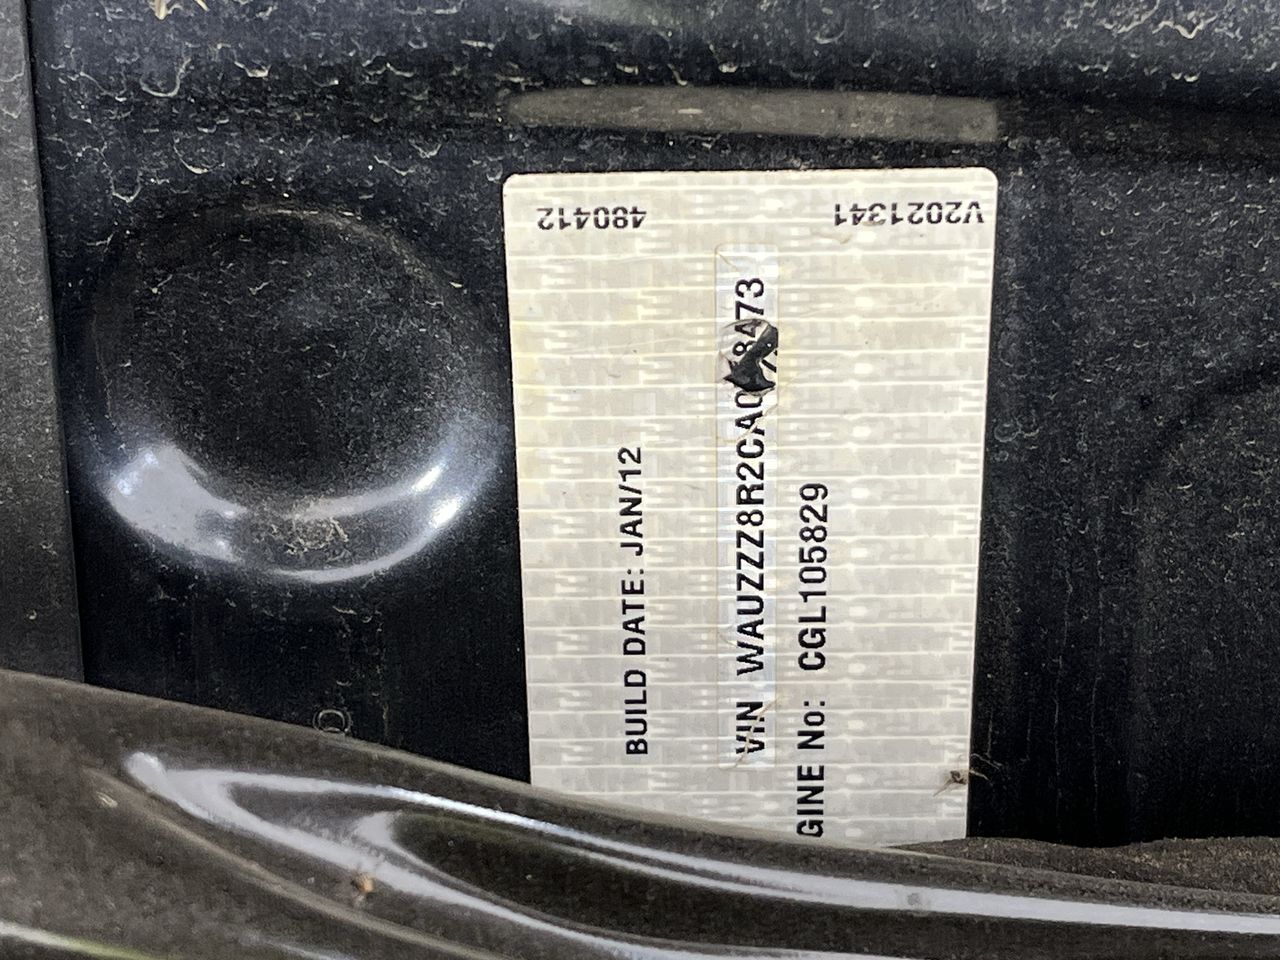 480412
V2021341
BUILD DATE: JAN/12
VIN
GINE No: CGL105829